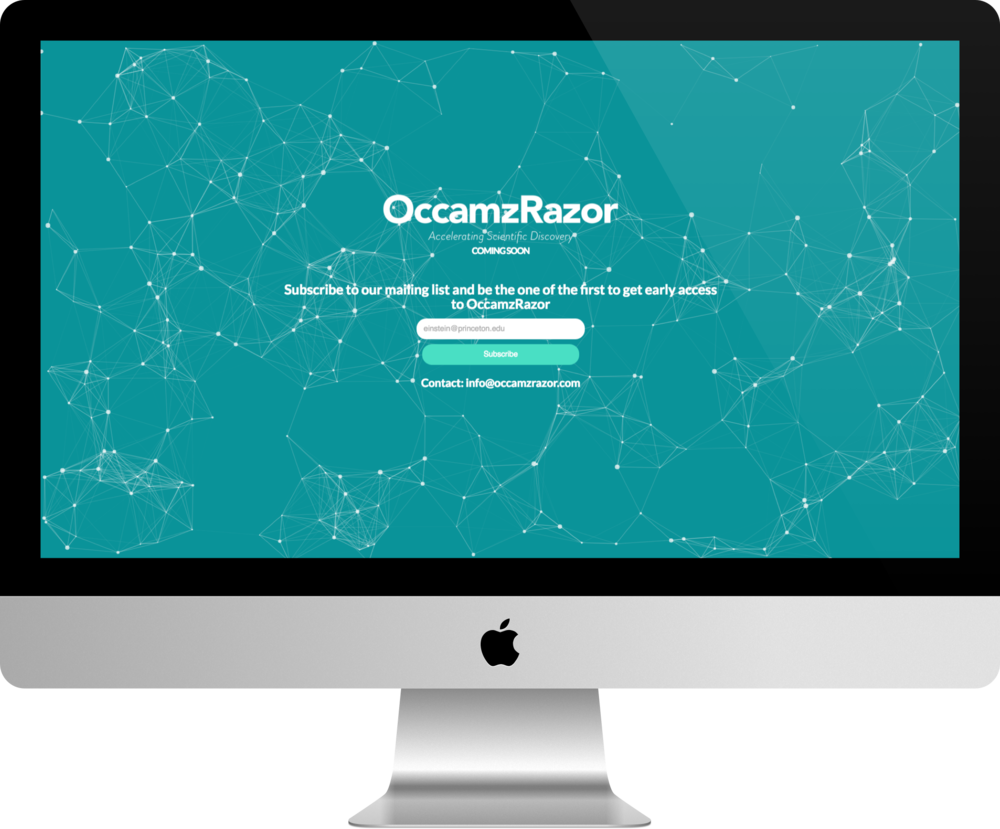 OccamzRazor
Accelerating Scientific Discovery
COMING SOON
Subscribe to our mailing list and be the one of the first to get early access
to OccamzRazor
einstein@princeton.edu
Subscribe
Contact: info@occamzrazor.com